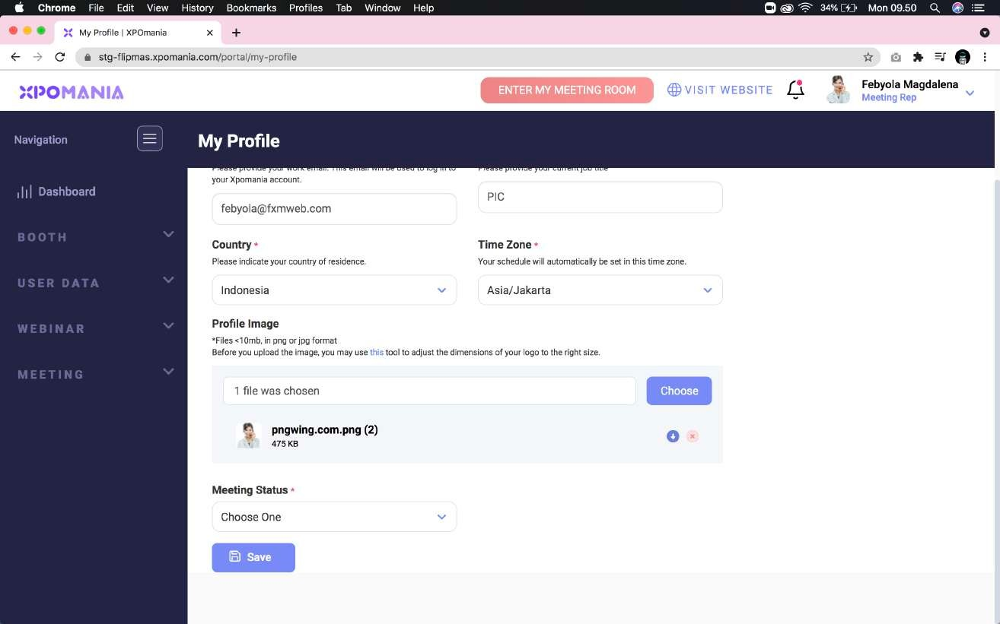 Chrome File Edit View History Bookmarks Profiles Tab Window Help 34% Mon 09.50
My Profile | XPOmania
stg-flipmas.xpomania.com/portal/my-profile
XPOMANIA
ENTER MY MEETING ROOM
VISIT WEBSITE
Febyola Magdalena
Meeting Rep
Navigation
My Profile
Dashboard
BOOTH
USER DATA
WEBINAR
MEETING
Please provide your work email. This email will be used to log in to
your Xpomania account.
febyola@fxmweb.com
Please provide your current job title
PIC
Country *
Please indicate your country of residence.
Indonesia
Time Zone *
Your schedule will automatically be set in this time zone.
Asia/Jakarta
Profile Image
*Files <10mb, in png or jpg format
Before you upload the image, you may use this tool to adjust the dimensions of your logo to the right size.
1 file was chosen
Choose
pngwing.com.png (2)
475 KB
Meeting Status *
Choose One
Save